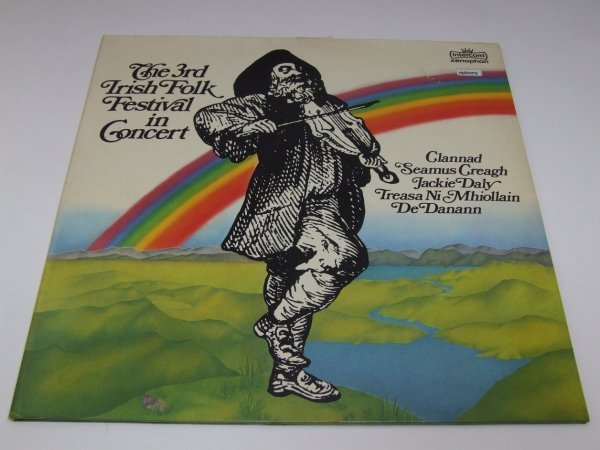 The 3rd
Irish Folk
Festival
in
Concert
Intercord
xenophon
Clannad
Seamus Creagh
Jackie Daly
Treasa Ni Mhiollain
De Danann